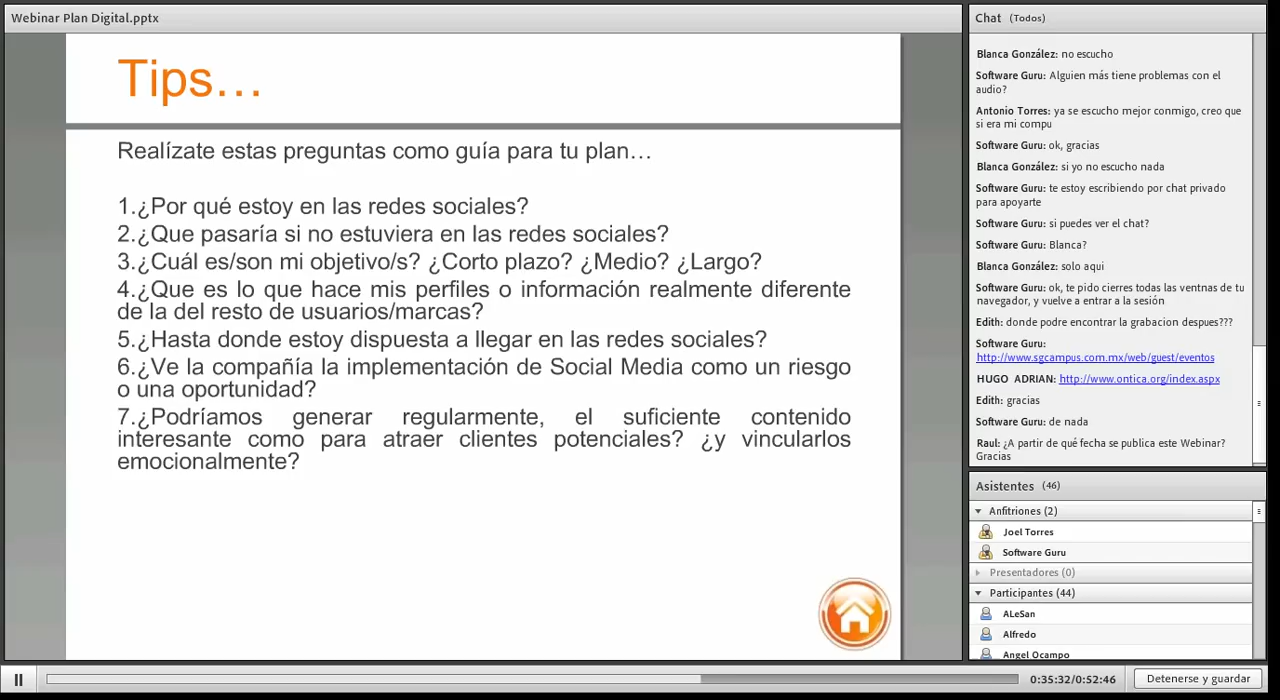 Webinar Plan Digital.pptx
Tips…
Realízate estas preguntas como guía para tu plan…
1.¿Por qué estoy en las redes sociales?
2.¿Que pasaría si no estuviera en las redes sociales?
3.¿Cuál es/son mi objetivo/s? ¿Corto plazo? ¿Medio? ¿Largo?
4.¿Que es lo que hace mis perfiles o información realmente diferente
de la del resto de usuarios/marcas?
5.¿Hasta donde estoy dispuesta a llegar en las redes sociales?
6.¿Ve la compañía la implementación de Social Media como un riesgo
o una oportunidad?
7.¿Podríamos generar regularmente, el suficiente contenido
interesante como para atraer clientes potenciales? ¿y vincularlos
emocionalmente?
Chat (Todos)
Blanca González: no escucho
Software Guru: Alguien más tiene problemas con el
audio?
Antonio Torres: ya se escucho mejor conmigo, creo que
si era mi compu
Software Guru: ok, gracias
Blanca González: si yo no escucho nada
Software Guru: te estoy escribiendo por chat privado
para apoyarte
Software Guru: si puedes ver el chat?
Software Guru: Blanca?
Blanca González: solo aqui
Software Guru: ok, te pido cierres todas las ventnas de tu
navegador, y vuelve a entrar a la sesión
Edith: donde podre encontrar la grabacion despues???
Software Guru:
http://www.sgcampus.com.mx/web/guest/eventos
HUGO ADRIAN: http://www.ontica.org/index.aspx
Edith: gracias
Software Guru: de nada
Raul: ¿A partir de qué fecha se publica este Webinar?
Gracias
Asistentes (46)
Anfitriones (2)
Joel Torres
Software Guru
Presentadores (0)
Participantes (44)
ALeSan
Alfredo
Angel Ocampo
0:35:32/0:52:46
Detenerse y guardar